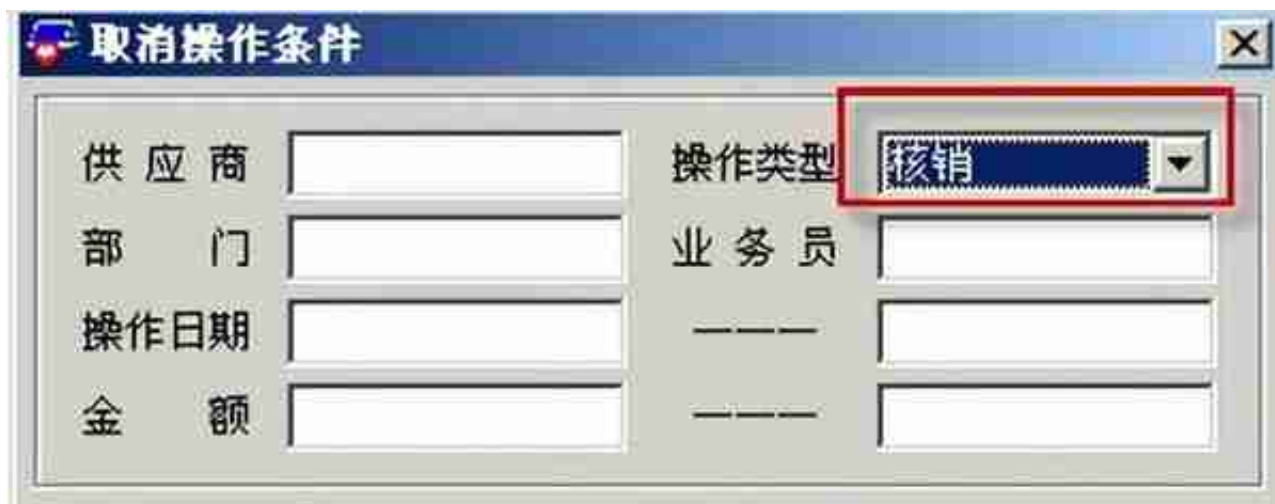 取消操作条件
供应商 操作类型 核销
部门 业务员
操作日期 ———
金额 ———